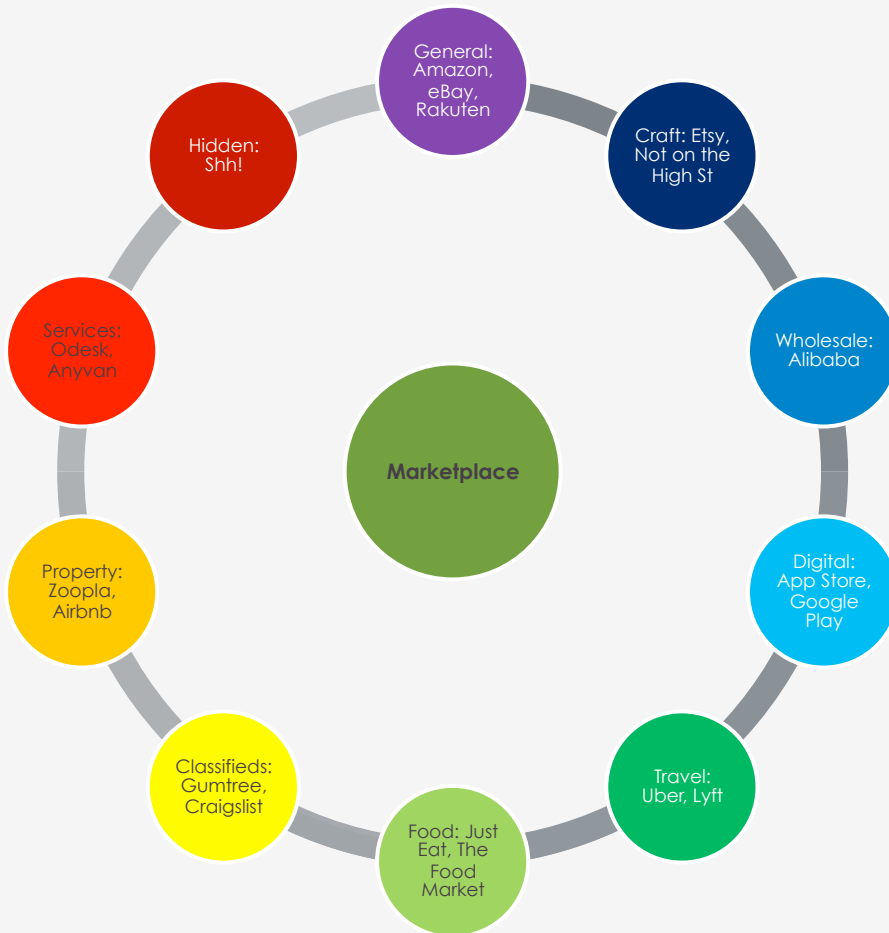 General:
Amazon,
eBay,
Rakuten
Craft: Etsy,
Not on the
High St
Wholesale:
Alibaba
Digital:
App Store,
Google
Play
Travel:
Uber, Lyft
Food: Just
Eat, The
Food
Market
Classifieds:
Gumtree,
Craigslist
Property:
Zoopla,
Airbnb
Services:
Odesk,
Anyvan
Hidden:
Shh!
Marketplace